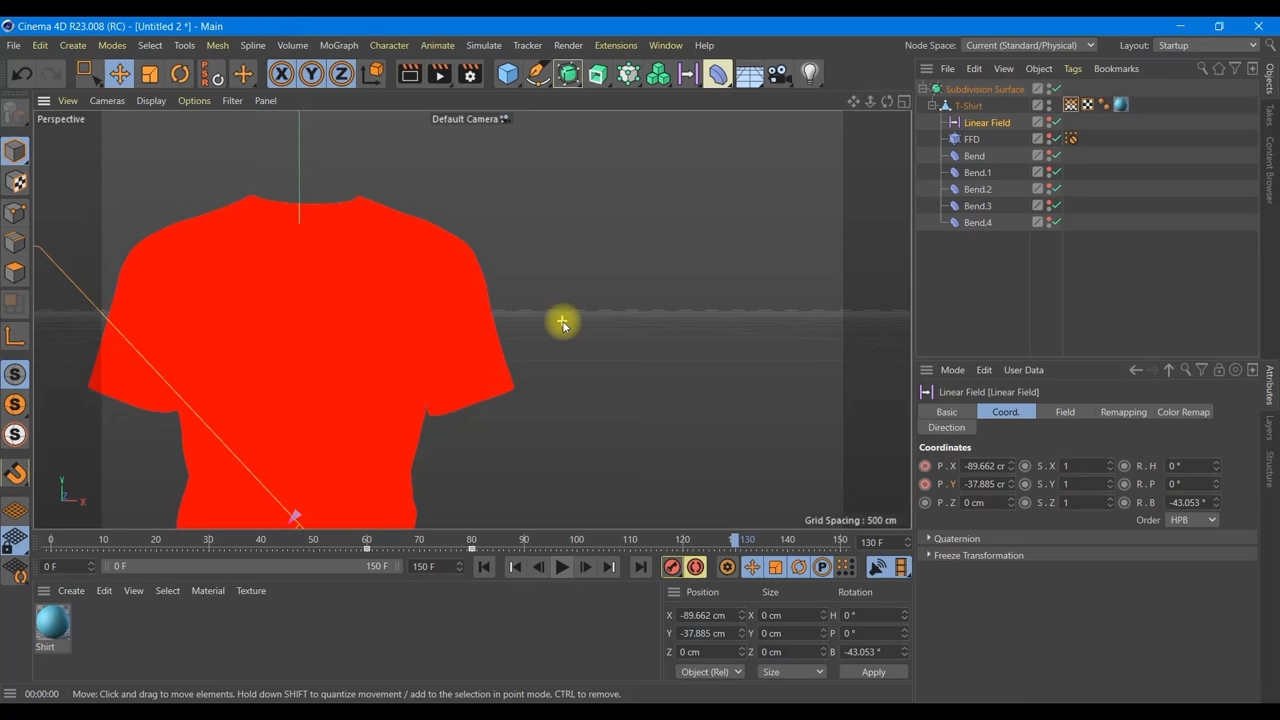 Cinema 4D R23.008 (RC) - [Untitled 2 *] - Main
File Edit Create Modes Select Tools Mesh Spline Volume MoGraph Character Animate Simulate Tracker Render Extensions Window Help Node Space: Current (Standard/Physical) Layout: Startup
PSR X Y Z
View Cameras Display Options Filter Panel
File Edit View Object Tags Bookmarks
Perspective
Default Camera
Subdivision Surface
T-Shirt
Linear Field
FFD
Bend
Bend.1
Bend.2
Bend.3
Bend.4
Objects
Takes
Content Browser
Attributes
Layers
Structure
Mode Edit User Data
Linear Field [Linear Field]
Basic Coord. Field Remapping Color Remap
Direction
Coordinates
P . X -89.662 cr S . X 1 R . H 0 °
P . Y -37.885 cr S . Y 1 R . P 0 °
P . Z 0 cm S . Z 1 R . B -43.053 °
Order HPB
Quaternion
Freeze Transformation
Y
Z X
Grid Spacing : 500 cm
0 10 20 30 40 50 60 70 80 90 100 110 120 130 150 130 F
0 F 0 F 150 F 150 F
Create Edit View Select Material Texture
Shirt
Position Size Rotation
X -89.662 cm X 0 cm H 0 °
Y -37.885 cm Y 0 cm P 0 °
Z 0 cm Z 0 cm B -43.053 °
Object (Rel) Size Apply
00:00:00 Move: Click and drag to move elements. Hold down SHIFT to quantize movement / add to the selection in point mode, CTRL to remove.